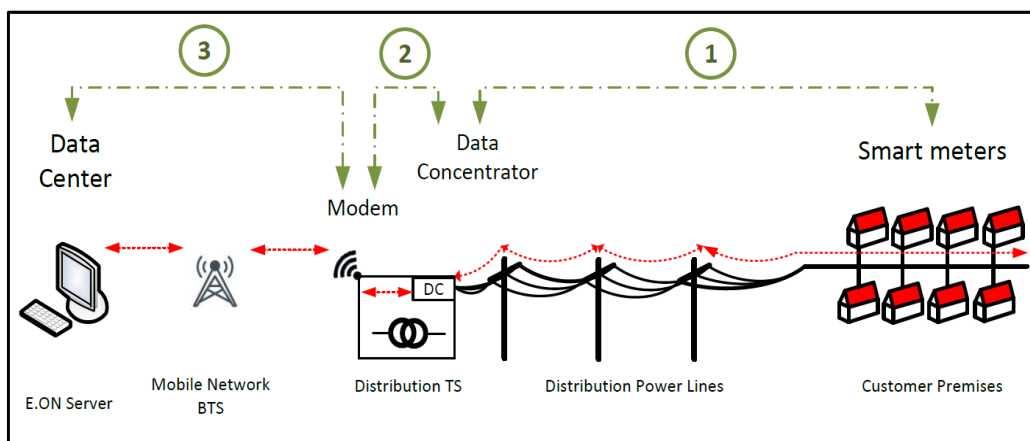 3
2
1
Data
Center
Data
Concentrator
Smart meters
Modem
DC
E.ON Server
Mobile Network
BTS
Distribution TS
Distribution Power Lines
Customer Premises